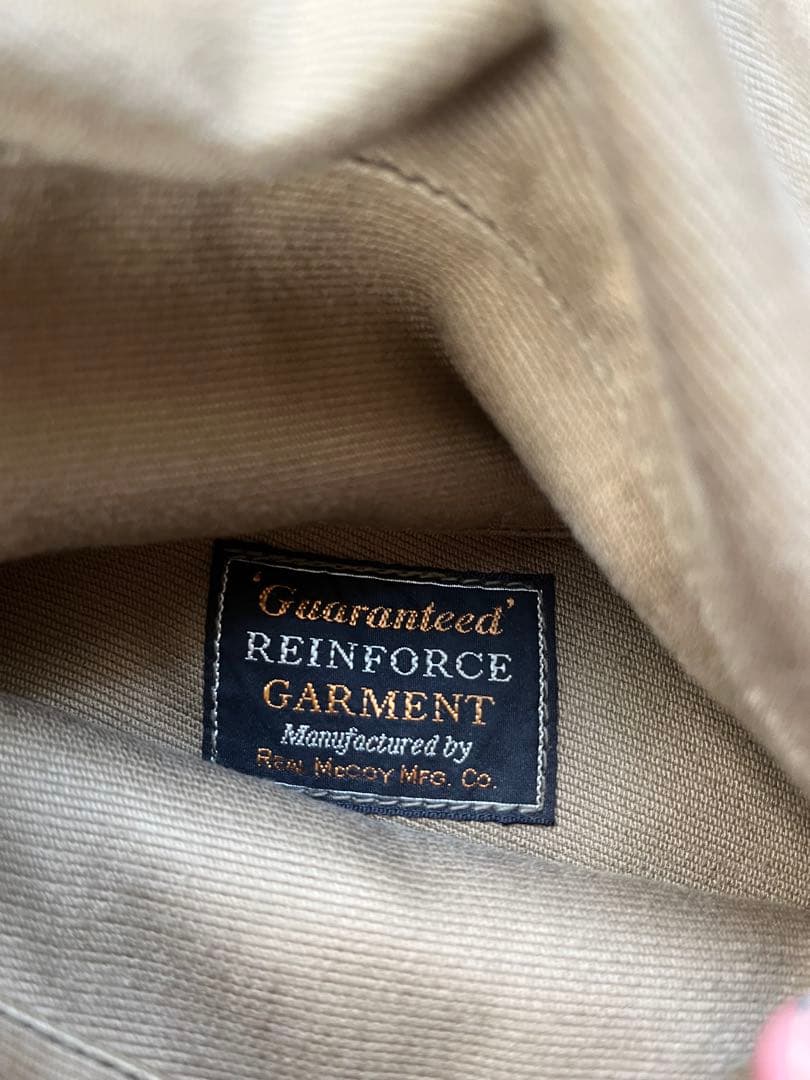 'Guaranteed'
REINFORCE
GARMENT
Manufactured by
REAL McCOY MFG. Co.